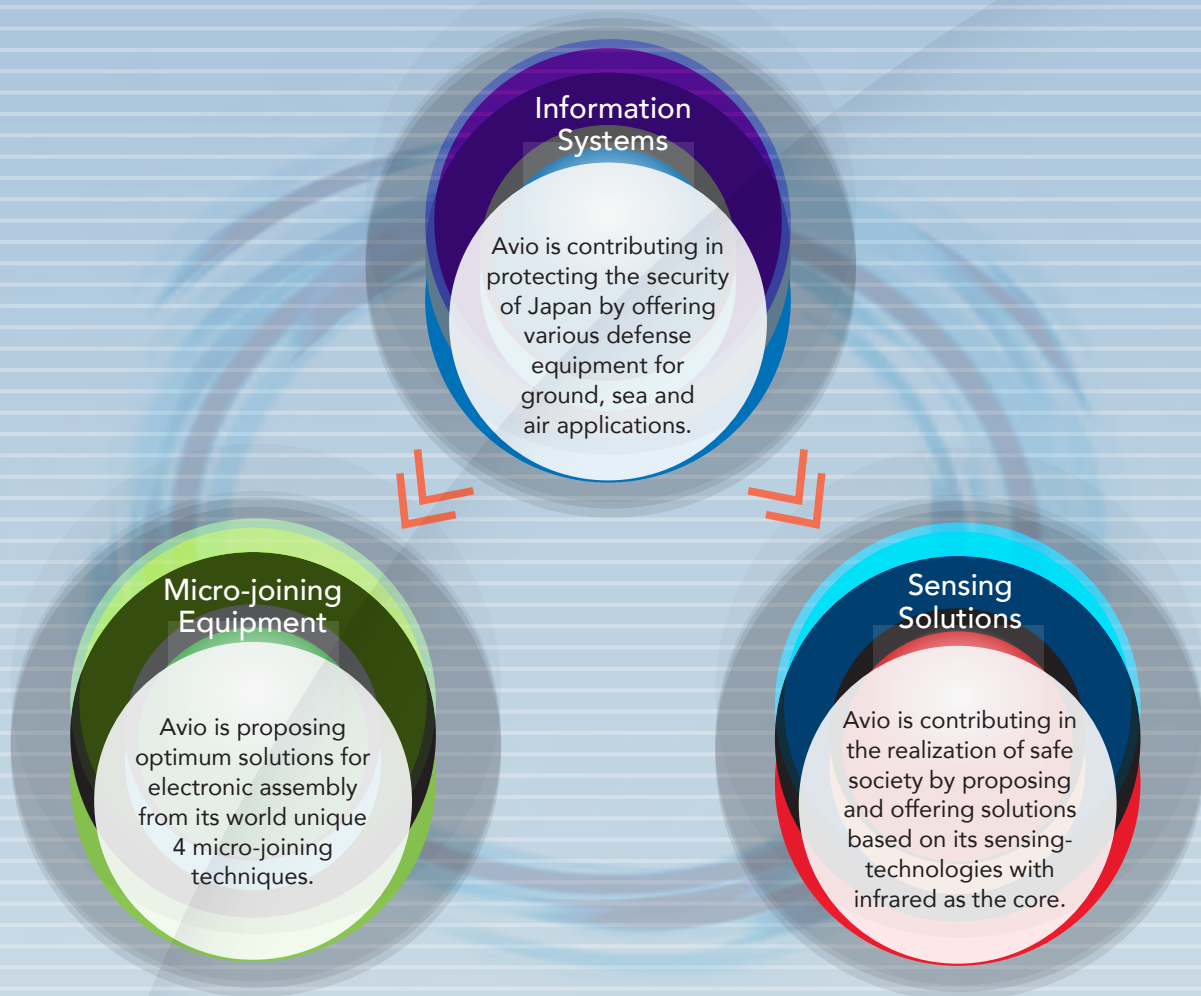 Information
Systems
Avio is contributing in
protecting the security
of Japan by offering
various defense
equipment for
ground, sea and
air applications.
Micro-joining
Equipment
Avio is proposing
optimum solutions for
electronic assembly
from its world unique
4 micro-joining
techniques.
Sensing
Solutions
Avio is contributing in
the realization of safe
society by proposing
and offering solutions
based on its sensing-
technologies with
infrared as the core.